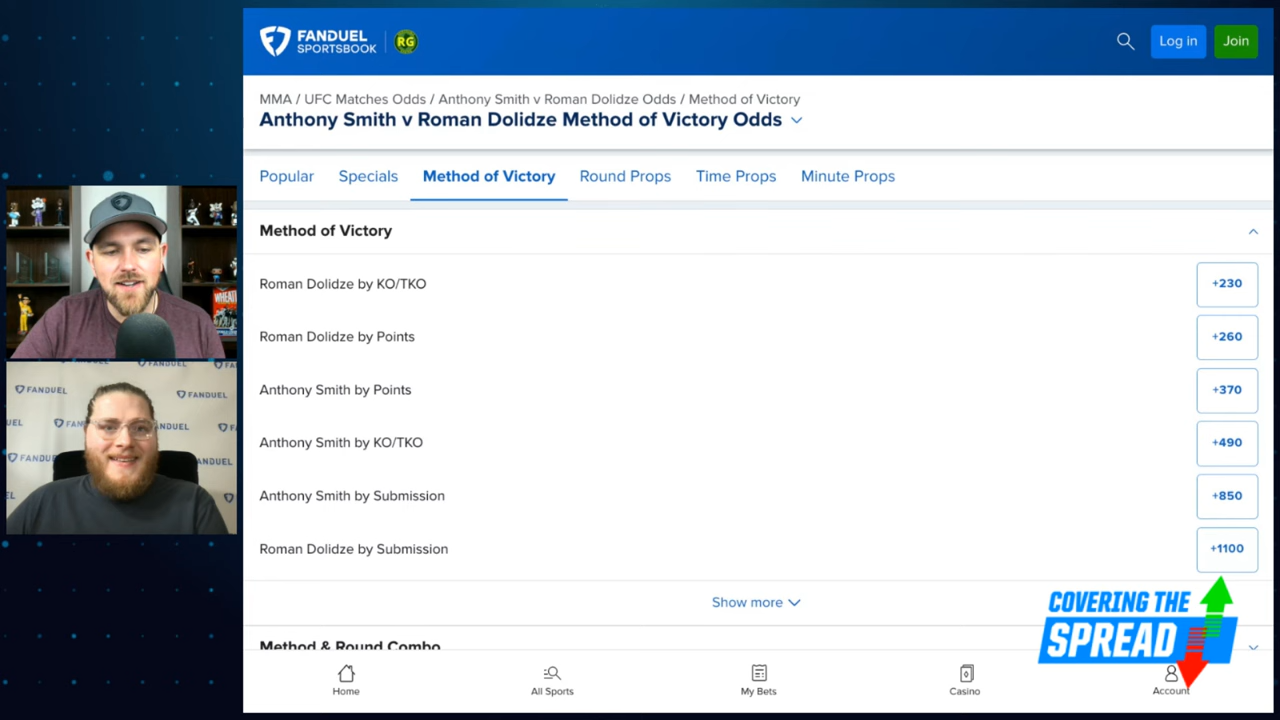 FANDUEL
SPORTSBOOK
RG
Log in
Join
MMA / UFC Matches Odds / Anthony Smith v Roman Dolidze Odds / Method of Victory
Anthony Smith v Roman Dolidze Method of Victory Odds
Popular
Specials
Method of Victory
Round Props
Time Props
Minute Props
Method of Victory
Roman Dolidze by KO/TKO
+230
Roman Dolidze by Points
+260
Anthony Smith by Points
+370
Anthony Smith by KO/TKO
+490
Anthony Smith by Submission
+850
Roman Dolidze by Submission
+1100
Show more
Method & Round Combo
COVERING THE
SPREAD
Home
All Sports
My Bets
Casino
Account
WHEATIES
FANDUEL
FANDUEL
FANDUEL